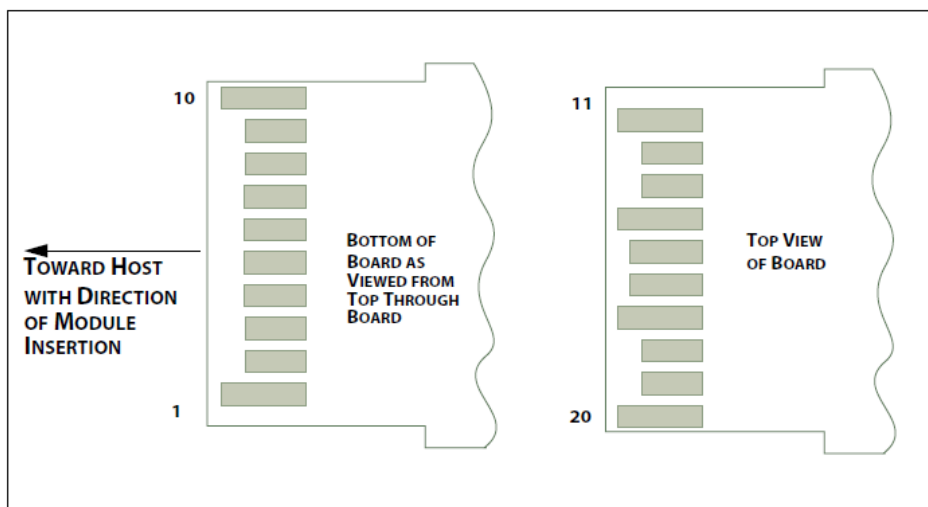 10
1
TOWARD HOST
WITH DIRECTION
OF MODULE
INSERTION
BOTTOM OF
BOARD AS
VIEWED FROM
TOP THROUGH
BOARD
11
20
TOP VIEW
OF BOARD